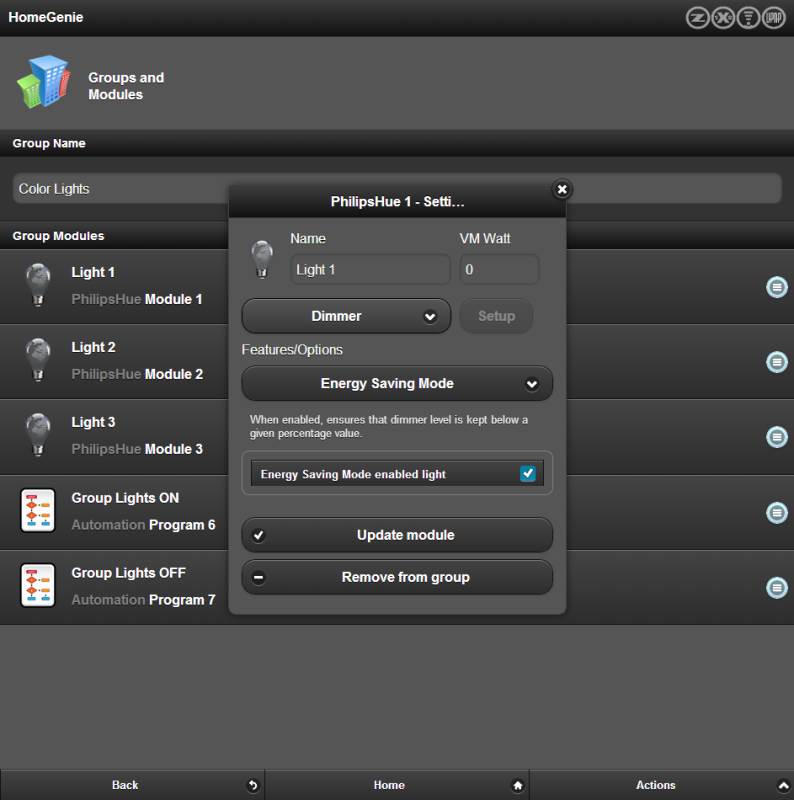 HomeGenie
UPnP
Groups and
Modules
Group Name
Color Lights
Group Modules
Light 1
PhilipsHue Module 1
Light 2
PhilipsHue Module 2
Light 3
PhilipsHue Module 3
Group Lights ON
Automation Program 6
Group Lights OFF
Automation Program 7
PhilipsHue 1 - Setti...
Name
VM Watt
Light 1
0
Dimmer
Setup
Features/Options
Energy Saving Mode
When enabled, ensures that dimmer level is kept below a
given percentage value.
Energy Saving Mode enabled light
Update module
Remove from group
Back
Home
Actions